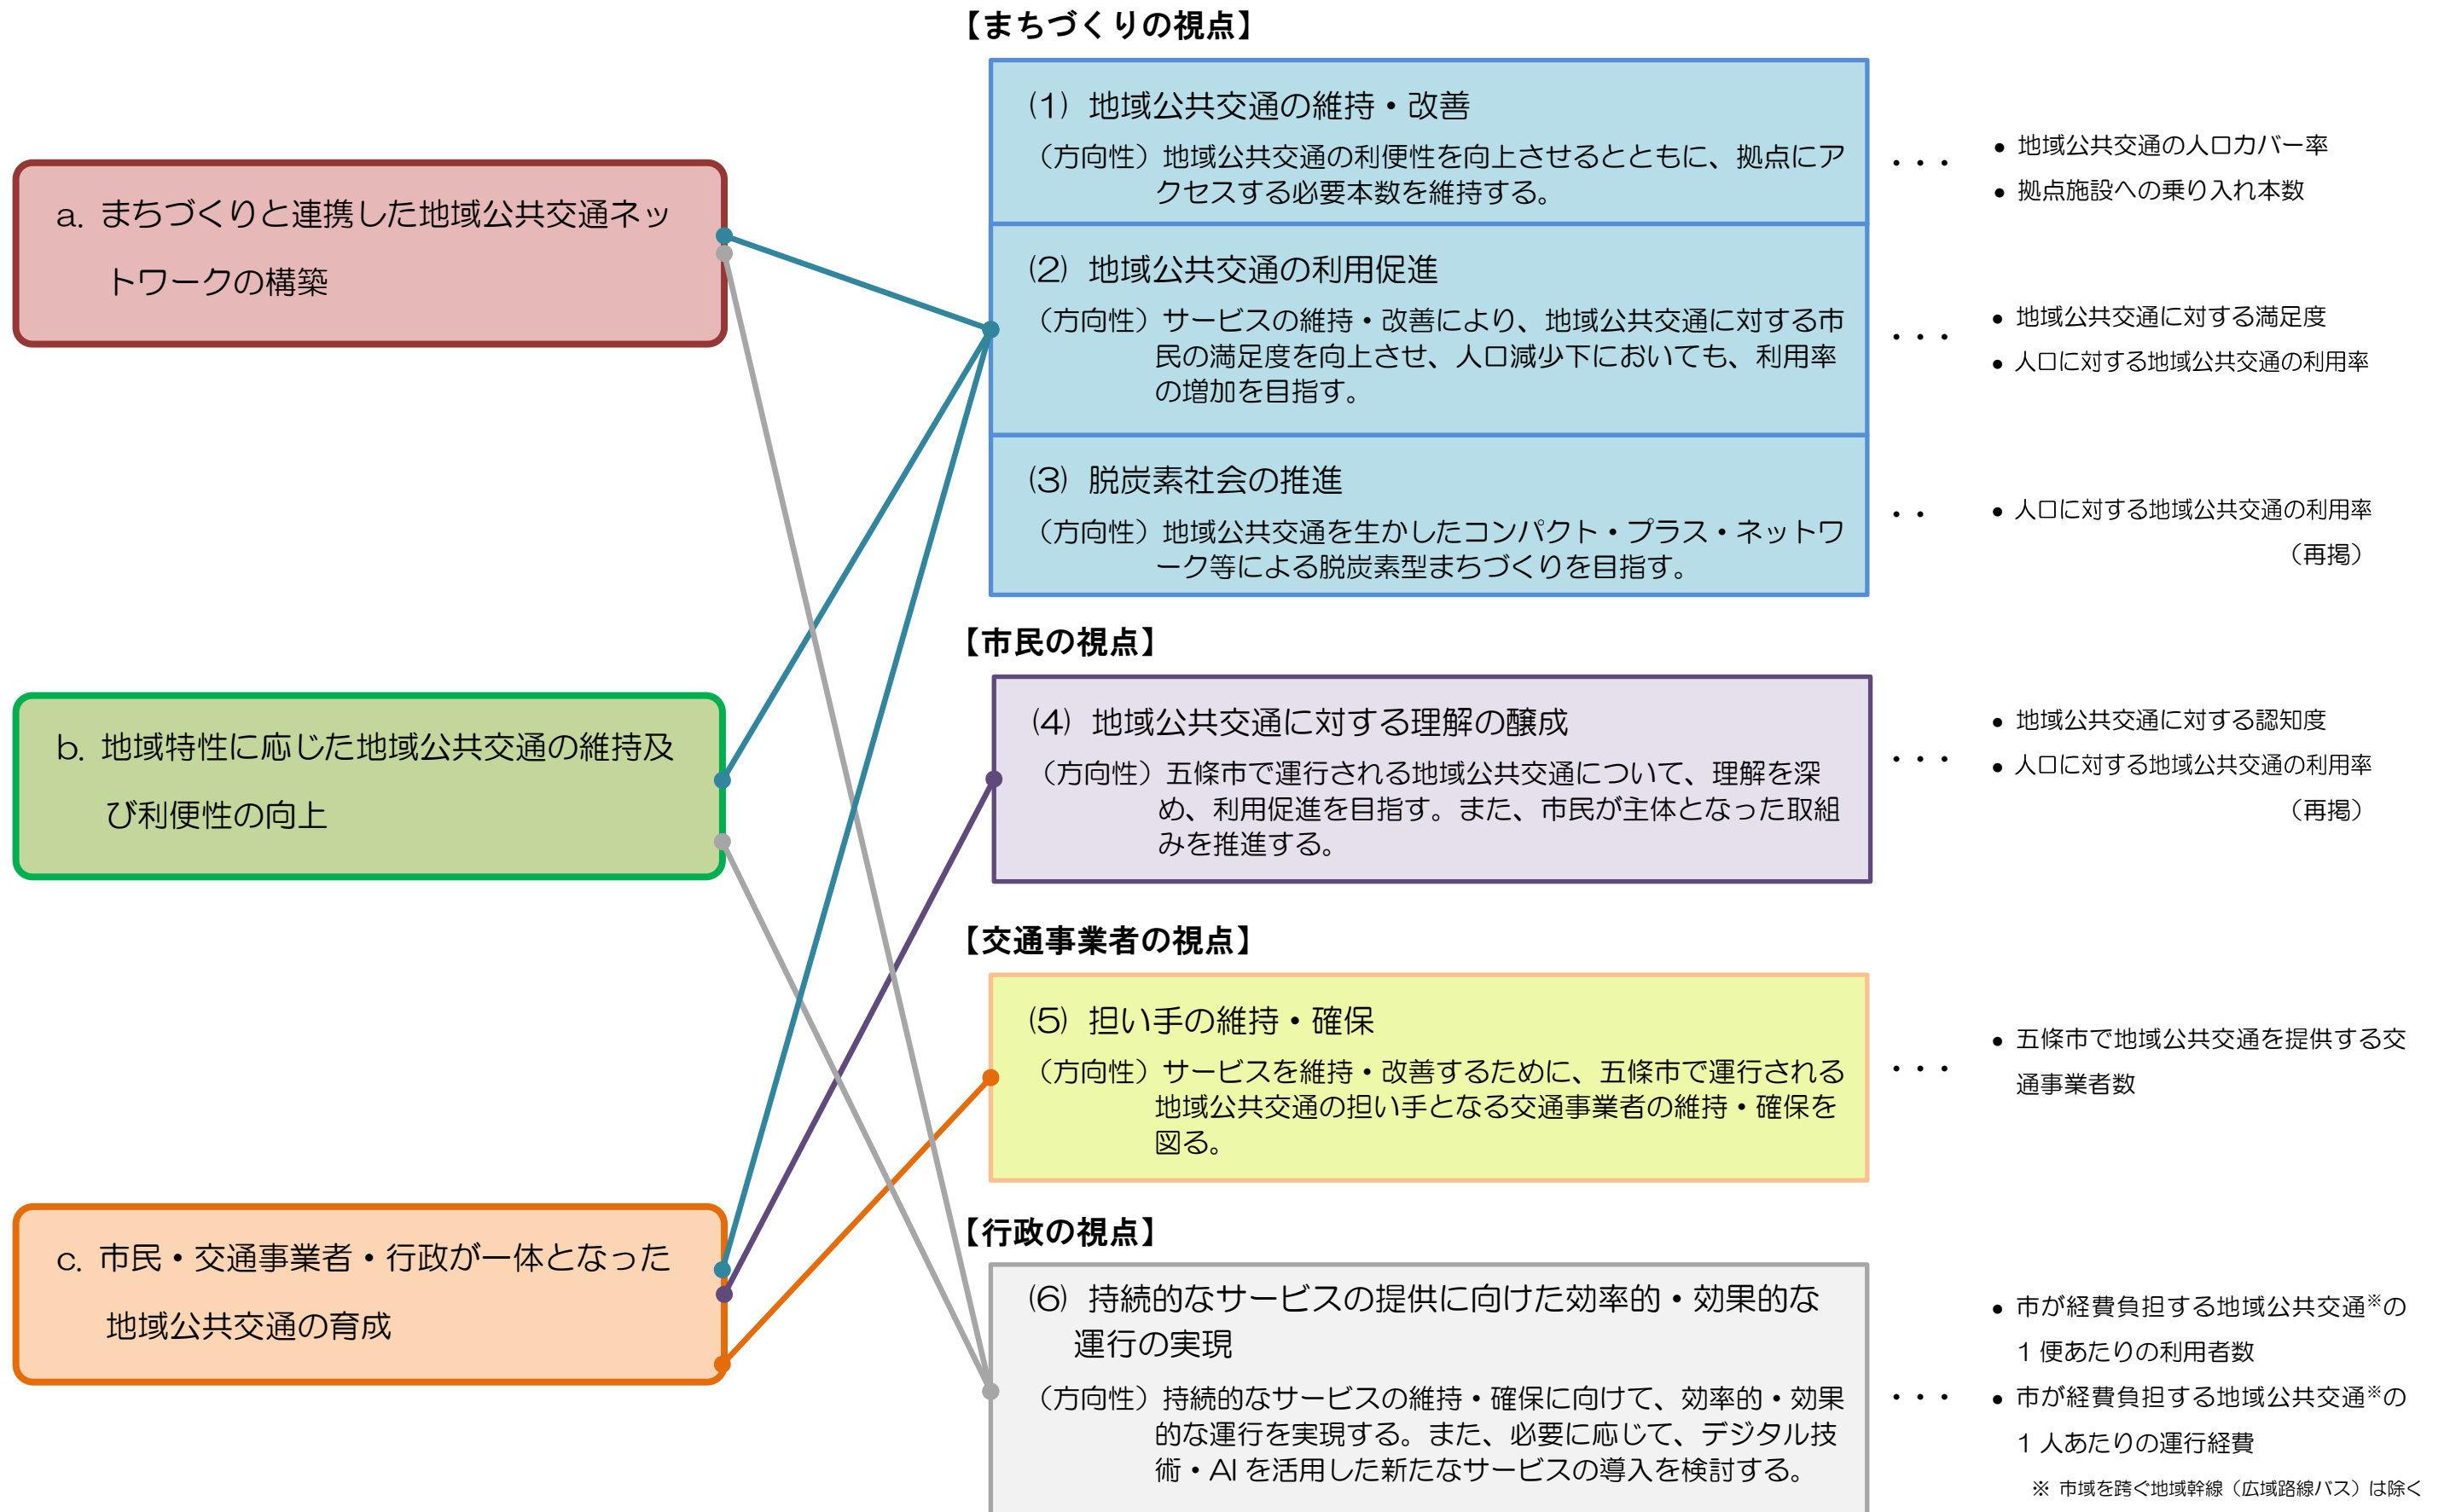 a. まちづくりと連携した地域公共交通ネッ
トワークの構築
b. 地域特性に応じた地域公共交通の維持及
び利便性の向上
c. 市民・交通事業者・行政が一体となった
地域公共交通の育成
【まちづくりの視点】
(1) 地域公共交通の維持・改善
（方向性）地域公共交通の利便性を向上させるとともに、拠点にア
クセスする必要本数を維持する。
・・・
● 地域公共交通の人口カバー率
● 拠点施設への乗り入れ本数
(2) 地域公共交通の利用促進
（方向性）サービスの維持・改善により、地域公共交通に対する市
民の満足度を向上させ、人口減少下においても、利用率
の増加を目指す。
・・・
● 地域公共交通に対する満足度
● 人口に対する地域公共交通の利用率
(3) 脱炭素社会の推進
（方向性）地域公共交通を生かしたコンパクト・プラス・ネットワ
ーク等による脱炭素型まちづくりを目指す。
・・
● 人口に対する地域公共交通の利用率
（再掲）
【市民の視点】
(4) 地域公共交通に対する理解の醸成
（方向性）五條市で運行される地域公共交通について、理解を深
め、利用促進を目指す。また、市民が主体となった取組
みを推進する。
・・・
● 地域公共交通に対する認知度
● 人口に対する地域公共交通の利用率
（再掲）
【交通事業者の視点】
(5) 担い手の維持・確保
（方向性）サービスを維持・改善するために、五條市で運行される
地域公共交通の担い手となる交通事業者の維持・確保を
図る。
・・・
● 五條市で地域公共交通を提供する交
通事業者数
【行政の視点】
(6) 持続的なサービスの提供に向けた効率的・効果的な
運行の実現
（方向性）持続的なサービスの維持・確保に向けて、効率的・効果
的な運行を実現する。また、必要に応じて、デジタル技
術・AIを活用した新たなサービスの導入を検討する。
・・・
● 市が経費負担する地域公共交通※の
1 便あたりの利用者数
● 市が経費負担する地域公共交通※の
1 人あたりの運行経費
※ 市域を跨ぐ地域幹線（広域路線バス）は除く